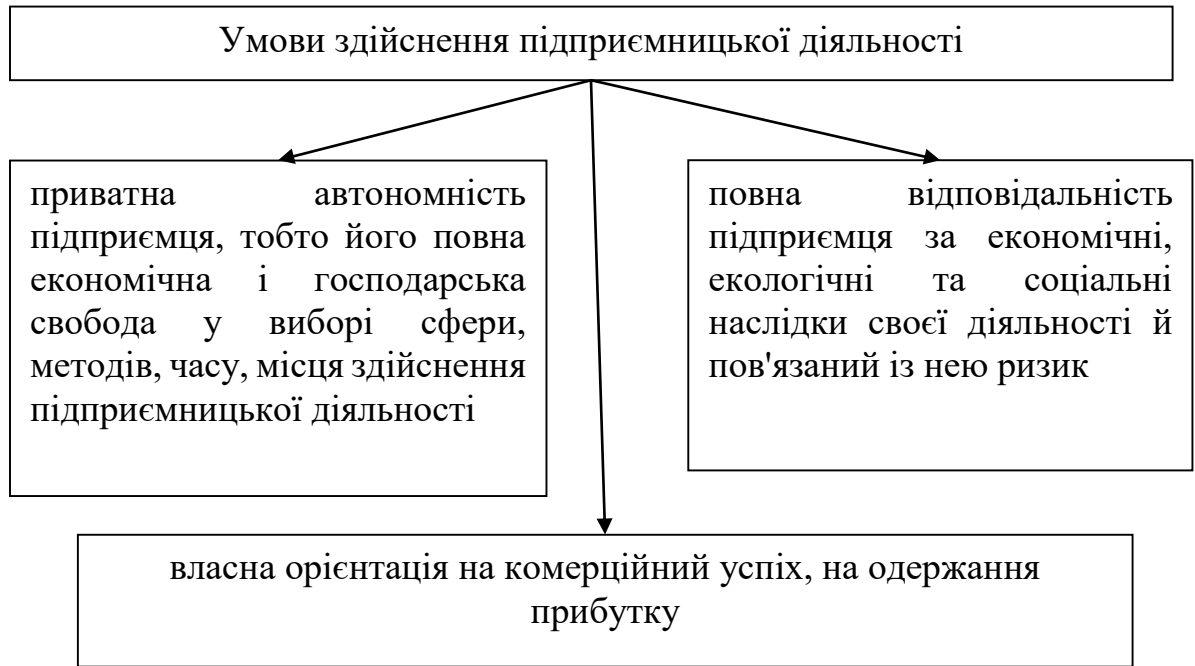 Умови здійснення підприємницької діяльності
приватна автономність
підприємця, тобто його повна
економічна і господарська
свобода у виборі сфери,
методів, часу, місця здійснення
підприємницької діяльності
повна відповідальність
підприємця за економічні,
екологічні та соціальні
наслідки своєї діяльності й
пов'язаний із нею ризик
власна орієнтація на комерційний успіх, на одержання
прибутку